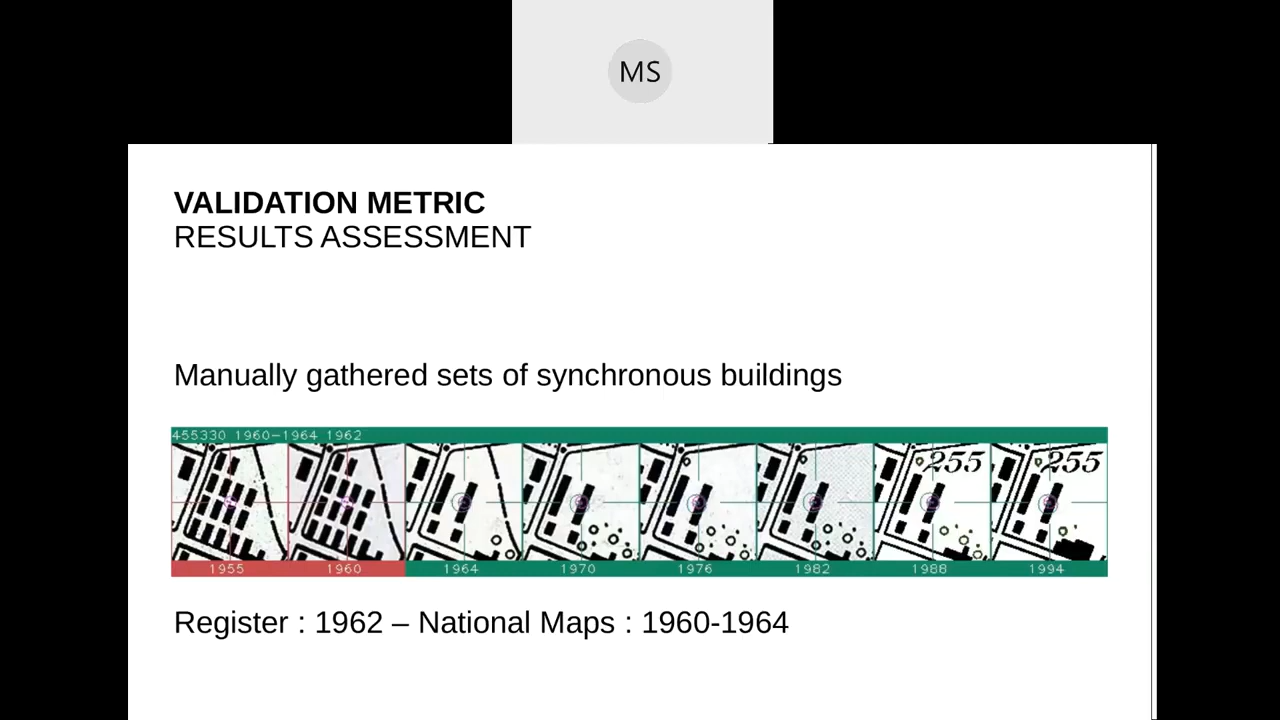 MS
VALIDATION METRIC
RESULTS ASSESSMENT
Manually gathered sets of synchronous buildings
455330 1960-1964 1962
255 255
1955 1960 1964 1970 1976 1982 1988 1994
Register : 1962 – National Maps : 1960-1964